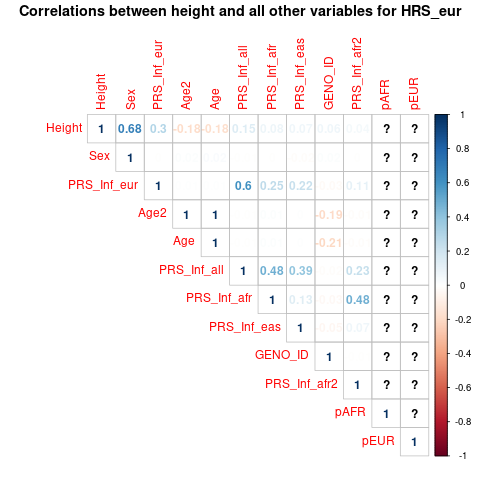 Correlations between height and all other variables for HRS_eur
Height Sex PRS_Inf_eur Age2 Age PRS_Inf_all PRS_Inf_afr PRS_Inf_eas GENO_ID PRS_Inf_afr2 pAFR pEUR
Height 1 0.68 0.3 -0.18 -0.18 0.15 0.08 0.07 0.06 0.04 ? ?
Sex 1 ? ?
PRS_Inf_eur 1 0.6 0.25 0.22 0.11 ? ?
Age2 1 1 -0.19 ? ?
Age 1 -0.21 ? ?
PRS_Inf_all 1 0.48 0.39 0.23 ? ?
PRS_Inf_afr 1 0.13 0.48 ? ?
PRS_Inf_eas 1 -0.05 0.07 ? ?
GENO_ID 1 ? ?
PRS_Inf_afr2 1 ? ?
pAFR 1 ?
pEUR 1
1
0.8
0.6
0.4
0.2
0
-0.2
-0.4
-0.6
-0.8
-1